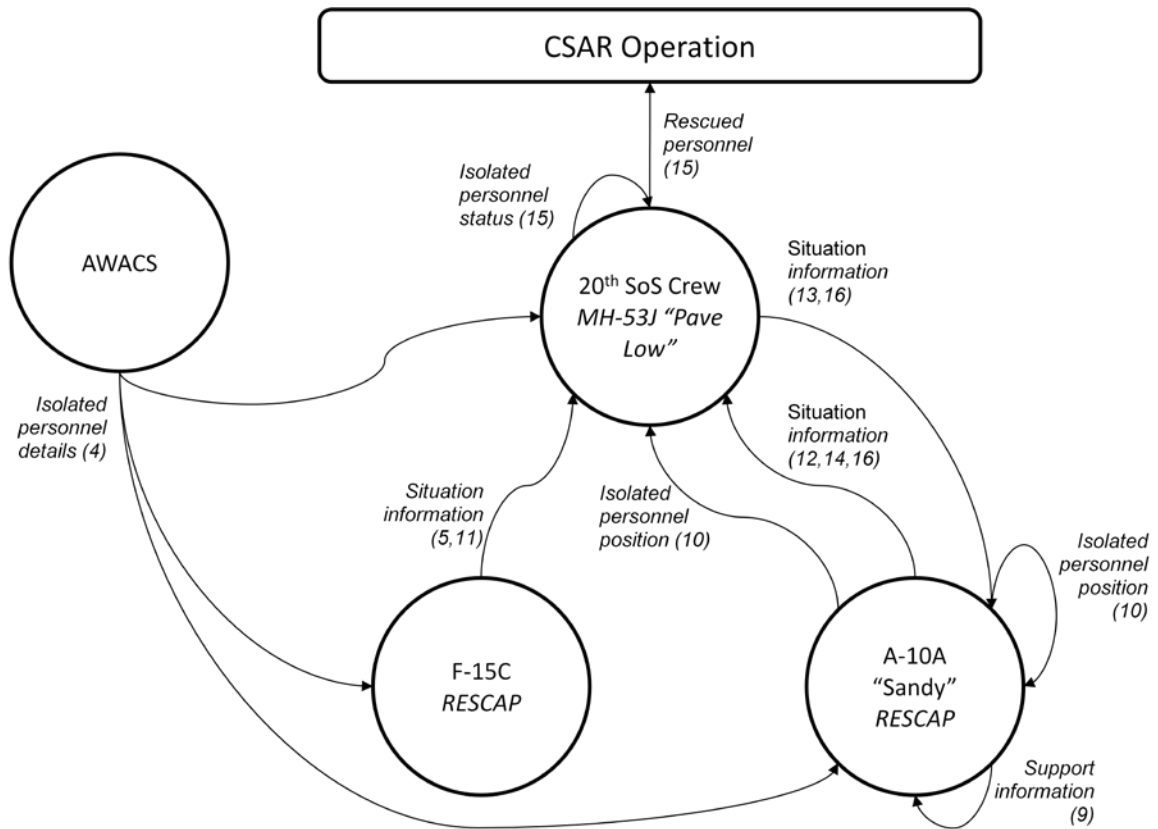 CSAR Operation
Rescued
personnel
(15)
Isolated
personnel
status (15)
AWACS
20th SoS Crew
MH-53J “Pave
Low”
Situation
information
(13,16)
Isolated
personnel
details (4)
Situation
information
(12,14,16)
Situation
information
(5,11)
Isolated
personnel
position (10)
Isolated
personnel
position
(10)
F-15C
RESCAP
A-10A
“Sandy”
RESCAP
Support
information
(9)